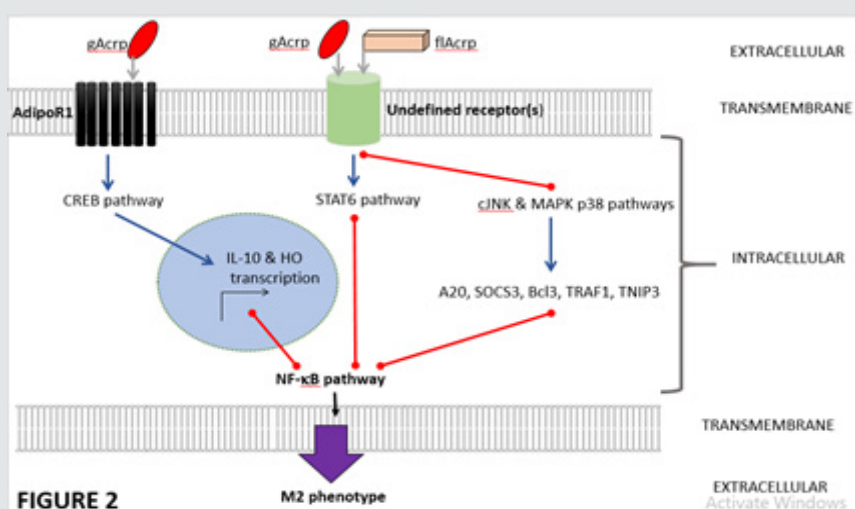 gAcrp
gAcrp
flAcrp
EXTRACELLULAR
AdipoR1
Undefined receptor(s)
TRANSMEMBRANE
CREB pathway
STAT6 pathway
cJNK & MAPK p38 pathways
IL-10 & HO
transcription
INTRACELLULAR
A20, SOCS3, Bcl3, TRAF1, TNIP3
NF-κB pathway
TRANSMEMBRANE
FIGURE 2
M2 phenotype
EXTRACELLULAR
Activate Windows